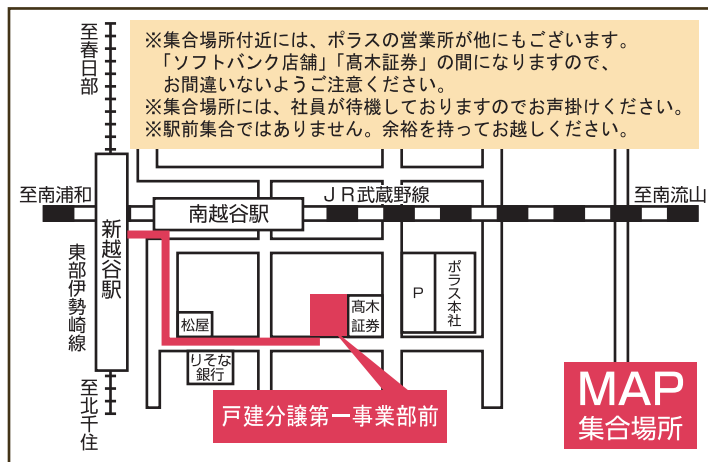 ※集合場所付近には、ポラスの営業所が他にもございます。
「ソフトバンク店舗」「髙木証券」の間になりますので、
お間違いないようご注意ください。
※集合場所には、社員が待機しておりますのでお声掛けください。
※駅前集合ではありません。余裕を持ってお越しください。
至春日部
至南浦和
南越谷駅
JR武蔵野線
至南流山
新越谷駅
東部伊勢崎線
松屋
髙木
証券
P
ポラス本社
りそな
銀行
至北千住
戸建分譲第一事業部前
MAP
集合場所